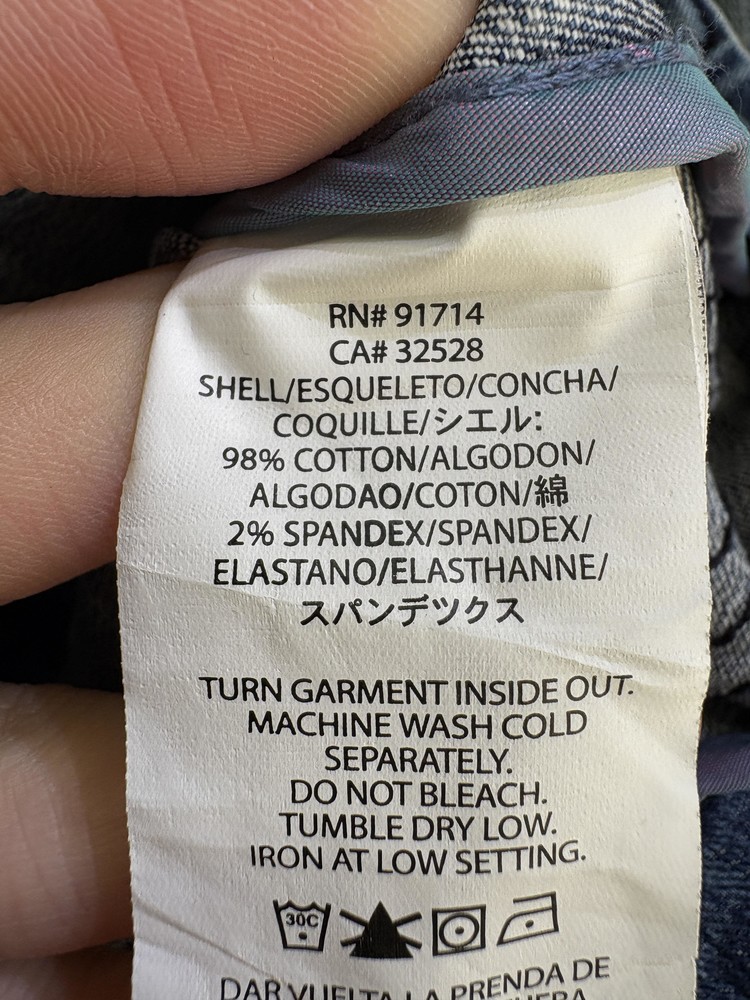 RN# 91714
CA# 32528
SHELL/ESQUELETO/CONCHA/
COQUILLE/シエル:
98% COTTON/ALGODON/
ALGODAO/COTON/綿
2% SPANDEX/SPANDEX/
ELASTANO/ELASTHANNE/
スパンデツクス
TURN GARMENT INSIDE OUT.
MACHINE WASH COLD
SEPARATELY.
DO NOT BLEACH.
TUMBLE DRY LOW.
IRON AT LOW SETTING.
30C
DAR VUELTA LA PRENDA DE